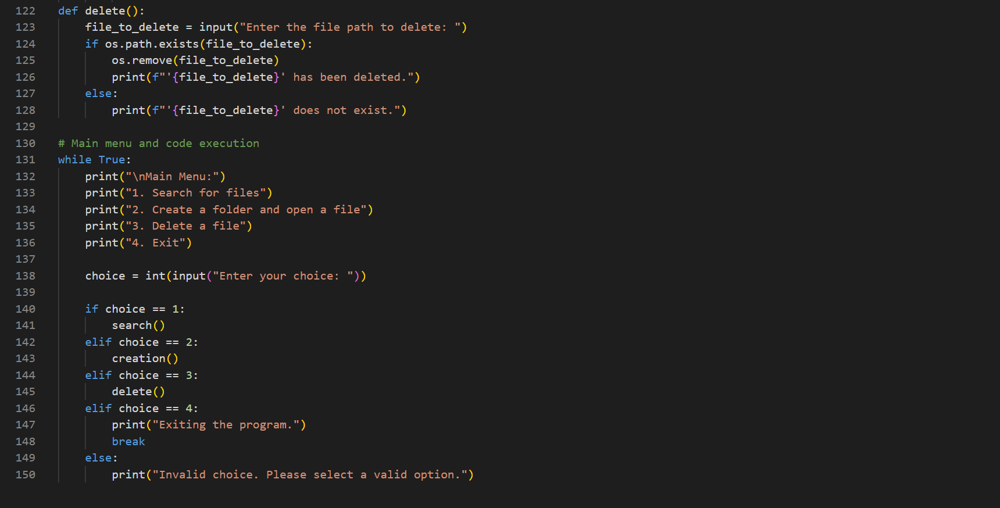 122 def delete():
123     file_to_delete = input("Enter the file path to delete: ")
124     if os.path.exists(file_to_delete):
125         os.remove(file_to_delete)
126         print(f"'{file_to_delete}' has been deleted.")
127     else:
128         print(f"'{file_to_delete}' does not exist.")
129
130 # Main menu and code execution
131 while True:
132     print("\nMain Menu:")
133     print("1. Search for files")
134     print("2. Create a folder and open a file")
135     print("3. Delete a file")
136     print("4. Exit")
137
138     choice = int(input("Enter your choice: "))
139
140     if choice == 1:
141         search()
142     elif choice == 2:
143         creation()
144     elif choice == 3:
145         delete()
146     elif choice == 4:
147         print("Exiting the program.")
148         break
149     else:
150         print("Invalid choice. Please select a valid option.")